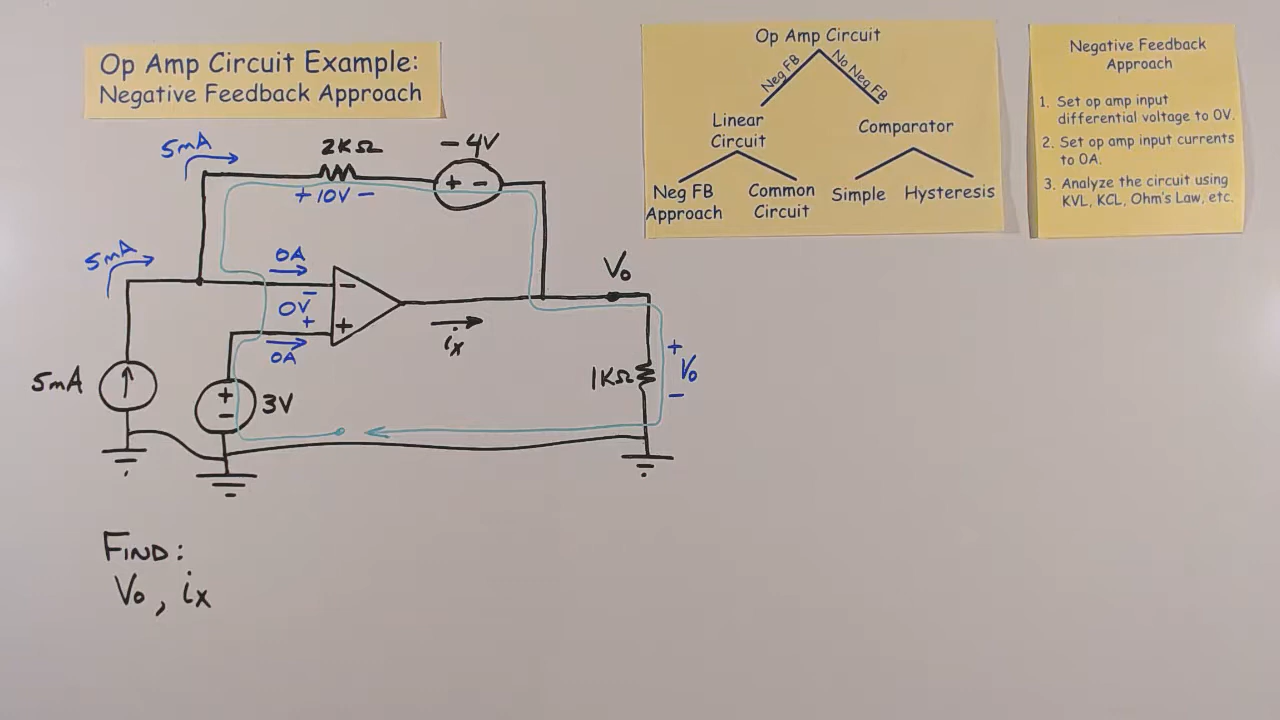 Op Amp Circuit Example:
Negative Feedback Approach
Op Amp Circuit
Neg FB
No Neg FB
Linear
Circuit
Comparator
Neg FB
Approach
Common
Circuit
Simple
Hysteresis
Negative Feedback
Approach
1. Set op amp input
differential voltage to 0V.
2. Set op amp input currents
to 0A.
3. Analyze the circuit using
KVL, KCL, Ohm's Law, etc.
5mA
2KΩ
-4V
+ 10V -
+ -
5mA
0A
-
0V
-
+
+
0A
Vo
ix
5mA
+
-
3V
1KΩ
+
Vo
-
FIND:
Vo, ix